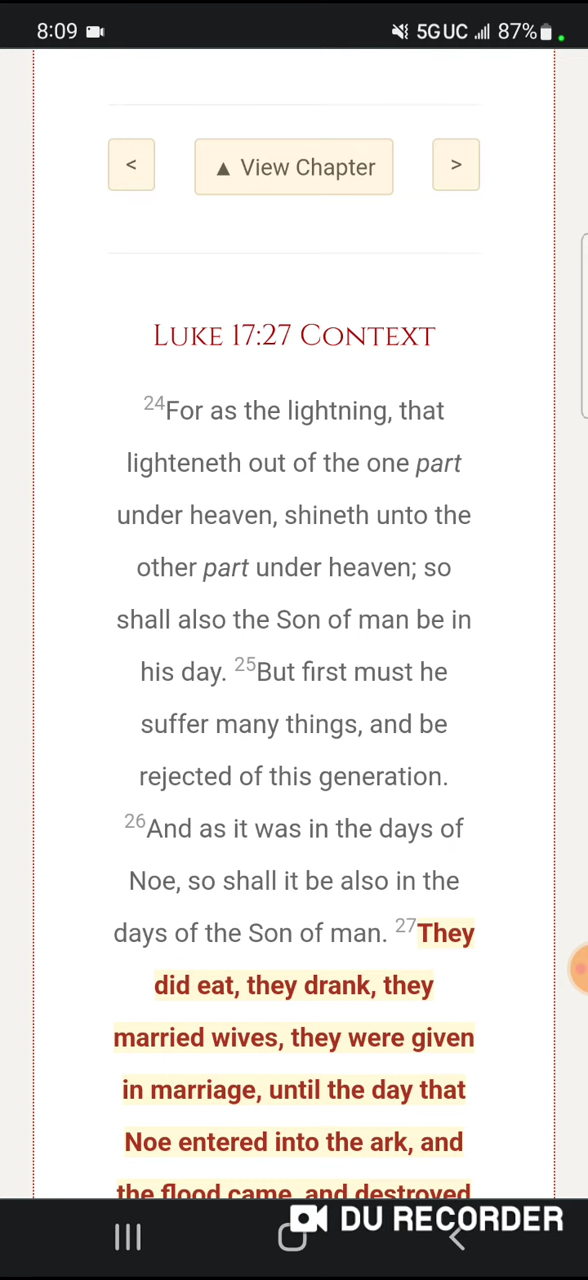 8:09 5GUC 87%
< ▲ View Chapter >
Luke 17:27 Context
24For as the lightning, that
lighteneth out of the one part
under heaven, shineth unto the
other part under heaven; so
shall also the Son of man be in
his day. 25But first must he
suffer many things, and be
rejected of this generation.
26And as it was in the days of
Noe, so shall it be also in the
days of the Son of man. 27They
did eat, they drank, they
married wives, they were given
in marriage, until the day that
Noe entered into the ark, and
the flood came, and destroyed
DU RECORDER